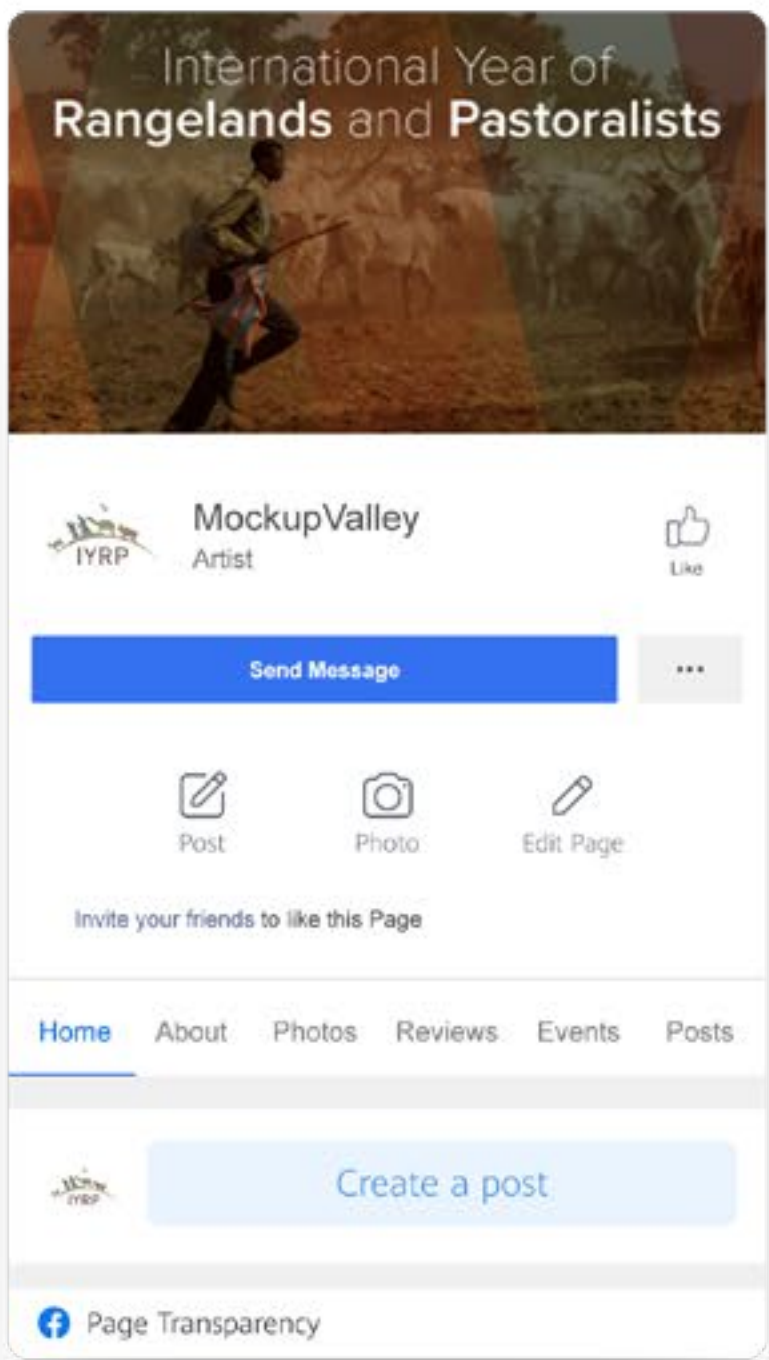 International Year of
Rangelands and Pastoralists
IYRP
MockupValley
Artist
Like
Send Message
Post
Photo
Edit Page
Invite your friends to like this Page
Home About Photos Reviews Events Posts
IYRP
Create a post
Page Transparency